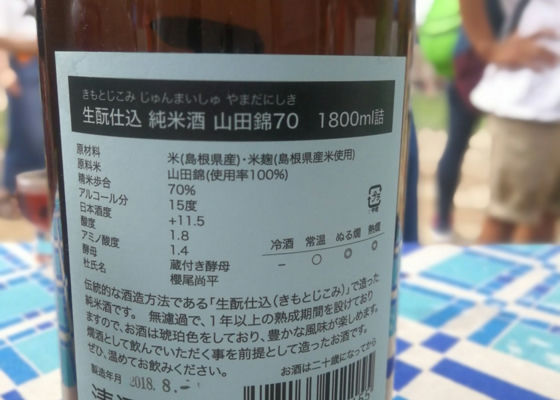 きもとじこみ じゅんまいしゅ やまだにしき
生酛仕込 純米酒 山田錦70 1800ml詰
原材料 米(島根県産)・米麹(島根県産米使用)
原料米 山田錦(使用率100%)
精米歩合 70%
アルコール分 15度
日本酒度 +11.5
酸度 1.8
アミノ酸度 1.4
酵母 蔵付き酵母
杜氏名 櫻尾尚平
冷酒 常温 ぬる燗 熱燗
– ○ ◎ ◎
伝統的な酒造方法である「生酛仕込(きもとじこみ)」で造った
純米酒です。 無濾過で、1年以上の熟成期間を設けており
ますので、お酒は琥珀色をしており、豊かな風味が楽しめます。
燗酒として飲んでいただく事を前提として造ったお酒です。
ぜひ、温めてお飲みください。
お酒は二十歳になってから
製造年月 2018.8.